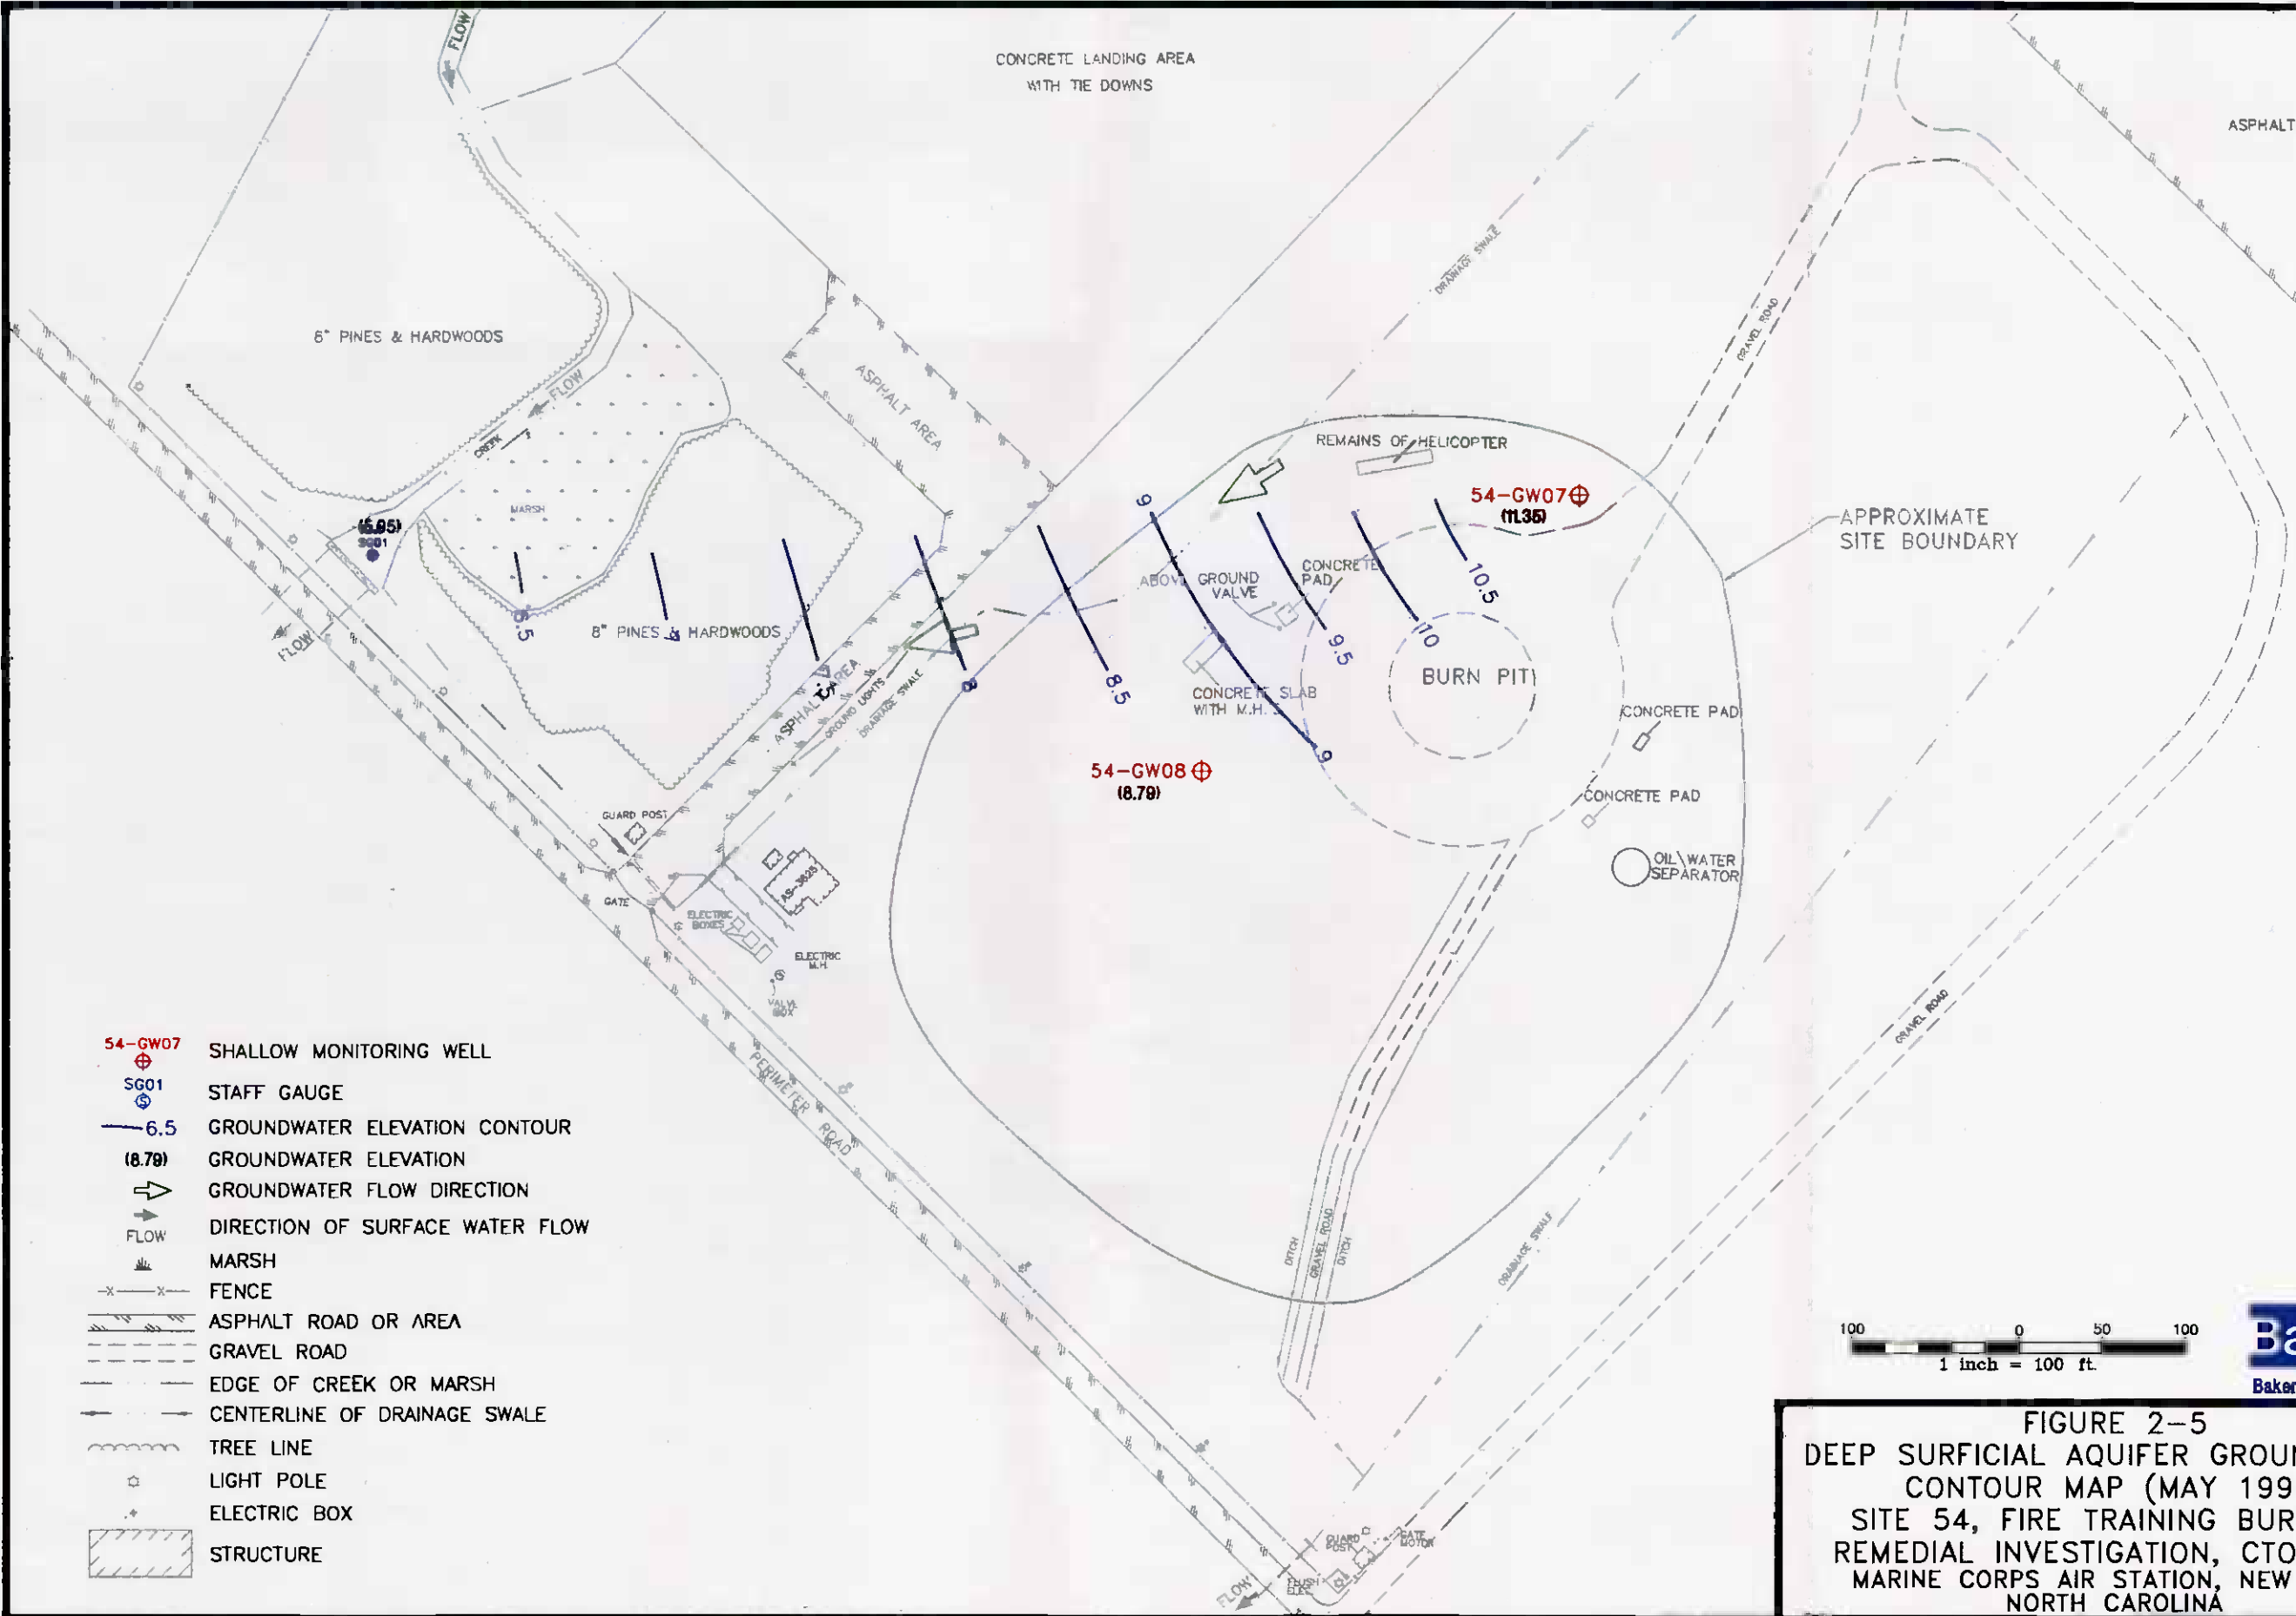 FLOW
CONCRETE LANDING AREA
WITH TIE DOWNS
ASPHALT
DRAINAGE SWALE
GRAVEL ROAD
6" PINES & HARDWOODS
FLOW
CREEK
ASPHALT AREA
MARSH
SG01
FLOW
REMAINS OF HELICOPTER
54-GW07
(11.35)
APPROXIMATE
SITE BOUNDARY
9
ABOVE GROUND
VALVE
CONCRETE
PAD
10.5
6.5
8" PINES & HARDWOODS
7.5
8
8.5
9.5
10
BURN PIT
ASPHALT AREA
GROUND LIGHTS
DRAINAGE SWALE
CONCRETE SLAB
WITH M.H.
9
CONCRETE PAD
54-GW08
(8.79)
CONCRETE PAD
GUARD POST
OIL\WATER
SEPARATOR
AS-3625
GATE
ELECTRIC
BOXES
ELECTRIC
M.H.
VALVE
BOX
PERIMETER ROAD
GRAVEL ROAD
DITCH
GRAVEL ROAD
DITCH
DRAINAGE SWALE
54-GW07
SHALLOW MONITORING WELL
SG01
S
STAFF GAUGE
6.5 GROUNDWATER ELEVATION CONTOUR
(8.79) GROUNDWATER ELEVATION
GROUNDWATER FLOW DIRECTION
DIRECTION OF SURFACE WATER FLOW
FLOW
MARSH
FENCE
ASPHALT ROAD OR AREA
GRAVEL ROAD
EDGE OF CREEK OR MARSH
CENTERLINE OF DRAINAGE SWALE
TREE LINE
LIGHT POLE
ELECTRIC BOX
STRUCTURE
GUARD
POST
GATE
MOTOR
FLOW
100 0 50 100
1 inch = 100 ft.
Ba
Baker
FIGURE 2-5
DEEP SURFICIAL AQUIFER GROUN
CONTOUR MAP (MAY 199
SITE 54, FIRE TRAINING BUR
REMEDIAL INVESTIGATION, CTO
MARINE CORPS AIR STATION, NEW
NORTH CAROLINA